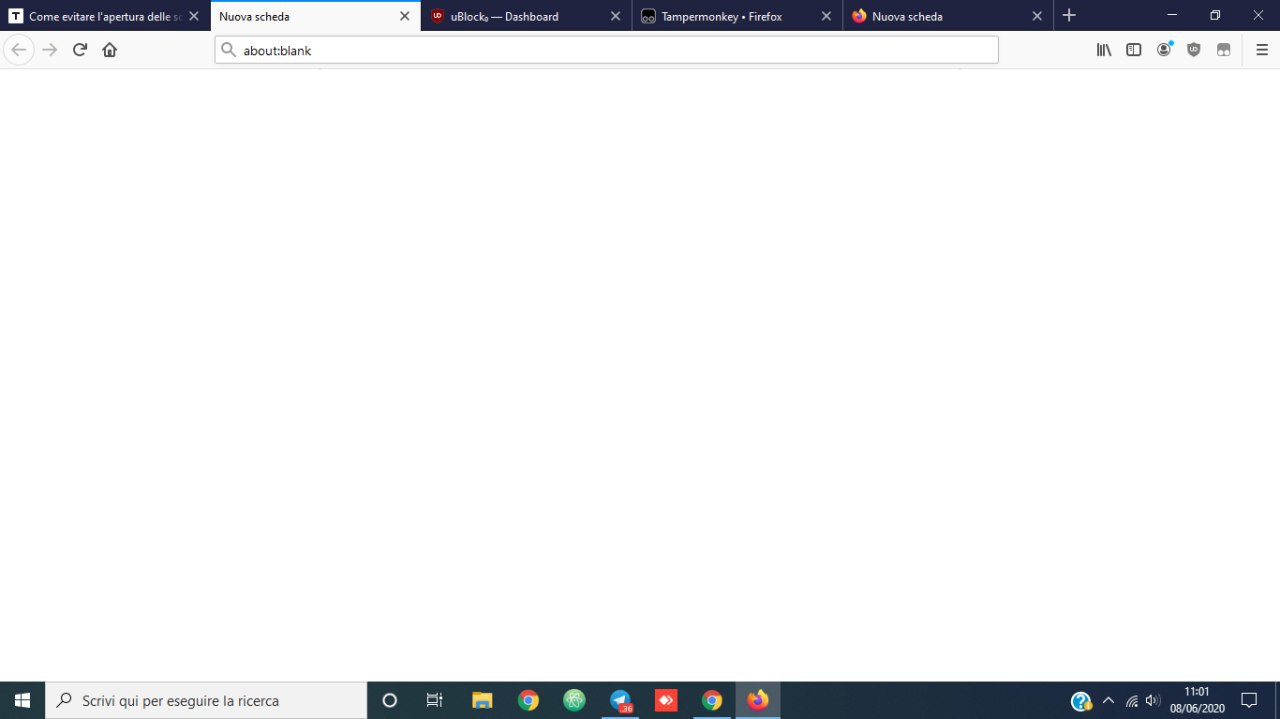 Come evitare l'apertura delle
Nuova scheda
uBlock₀ — Dashboard
Tampermonkey • Firefox
Nuova scheda
about:blank
Scrivi qui per eseguire la ricerca
36
11:01
08/06/2020